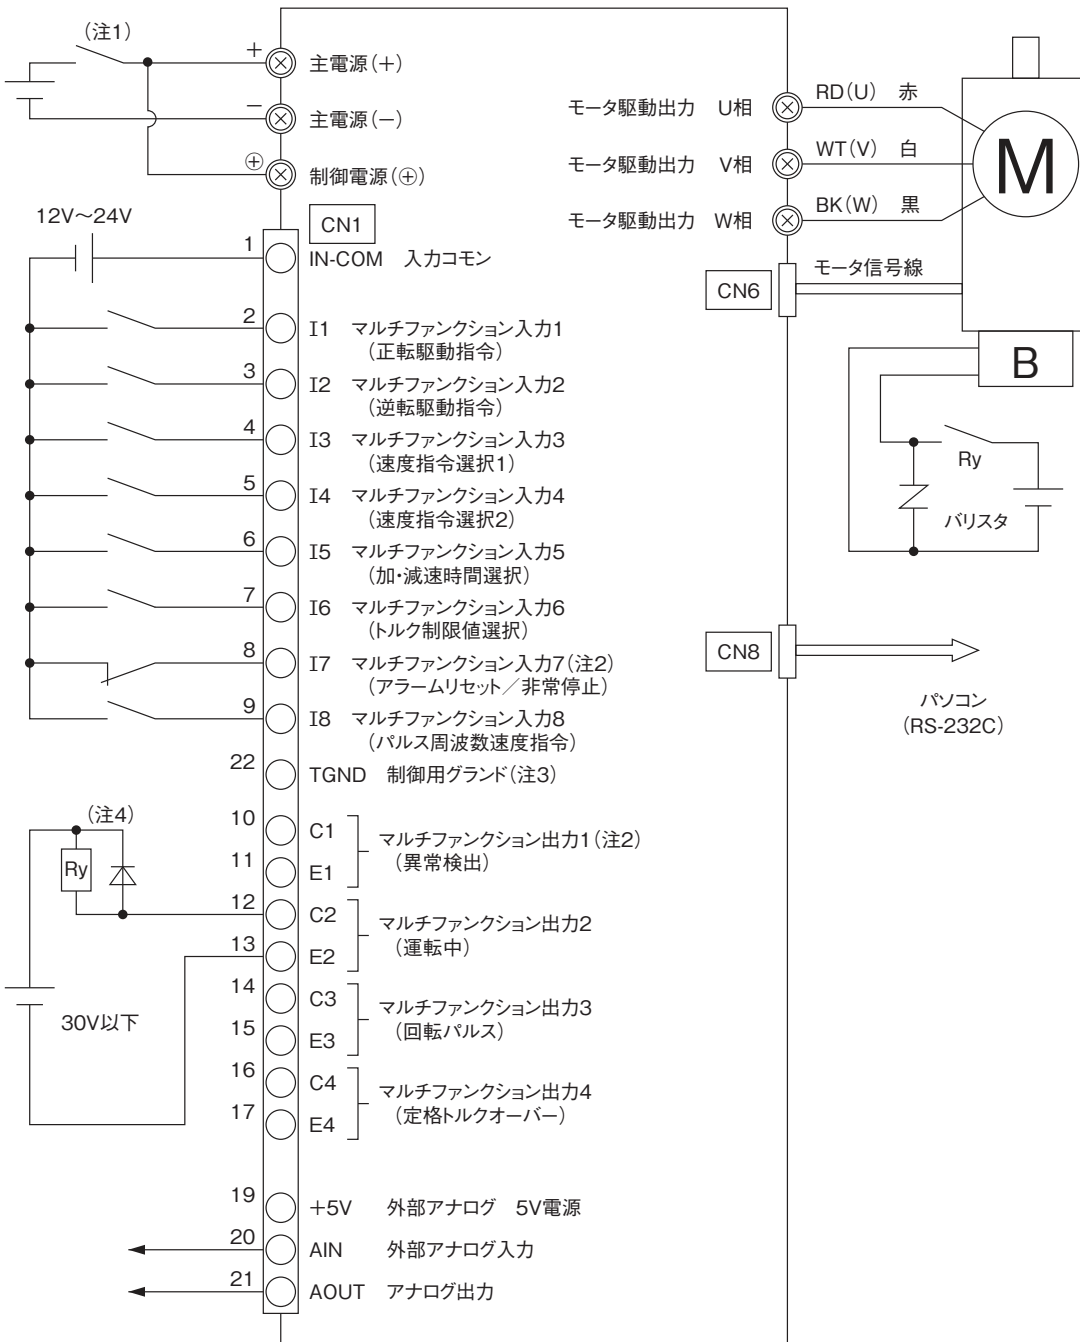 (注1)
+ 主電源(+)
− 主電源(−)
⊕ 制御電源(⊕)
モータ駆動出力 U相 RD(U) 赤
モータ駆動出力 V相 WT(V) 白
モータ駆動出力 W相 BK(W) 黒
M
12V〜24V
CN1
1 IN-COM 入力コモン
CN6
モータ信号線
B
2 I1 マルチファンクション入力1
(正転駆動指令)
3 I2 マルチファンクション入力2
(逆転駆動指令)
4 I3 マルチファンクション入力3
(速度指令選択1)
5 I4 マルチファンクション入力4
(速度指令選択2)
6 I5 マルチファンクション入力5
(加・減速時間選択)
7 I6 マルチファンクション入力6
(トルク制限値選択)
8 I7 マルチファンクション入力7(注2)
(アラームリセット/非常停止)
9 I8 マルチファンクション入力8
(パルス周波数速度指令)
22 TGND 制御用グランド(注3)
Ry
バリスタ
CN8
パソコン
(RS-232C)
(注4)
Ry
30V以下
10 C1
11 E1
マルチファンクション出力1(注2)
(異常検出)
12 C2
13 E2
マルチファンクション出力2
(運転中)
14 C3
15 E3
マルチファンクション出力3
(回転パルス)
16 C4
17 E4
マルチファンクション出力4
(定格トルクオーバー)
19 +5V 外部アナログ 5V電源
20 AIN 外部アナログ入力
21 AOUT アナログ出力